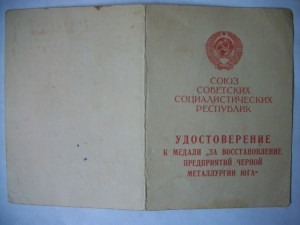 СОЮЗ
СОВЕТСКИХ
СОЦИАЛИСТИЧЕСКИХ
РЕСПУБЛИК
УДОСТОВЕРЕНИЕ
К МЕДАЛИ „ЗА ВОССТАНОВЛЕНИЕ
ПРЕДПРИЯТИЙ ЧЕРНОЙ
МЕТАЛЛУРГИИ ЮГА“